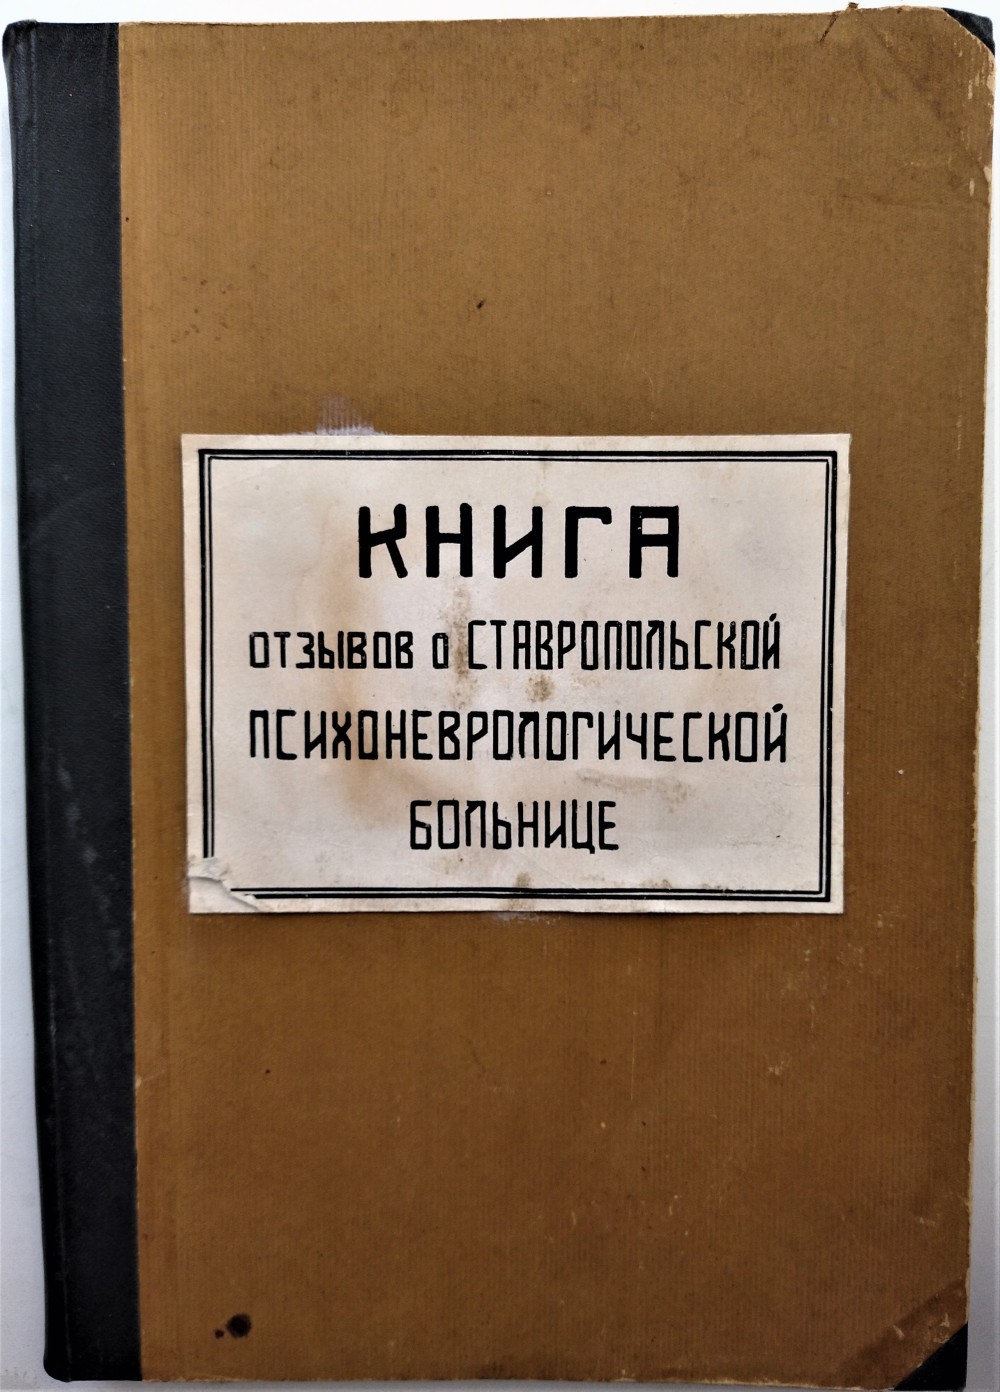 КНИГА
ОТЗЫВОВ О СТАВРОПОЛЬСКОЙ
ПСИХОНЕВРОЛОГИЧЕСКОЙ
БОЛЬНИЦЕ